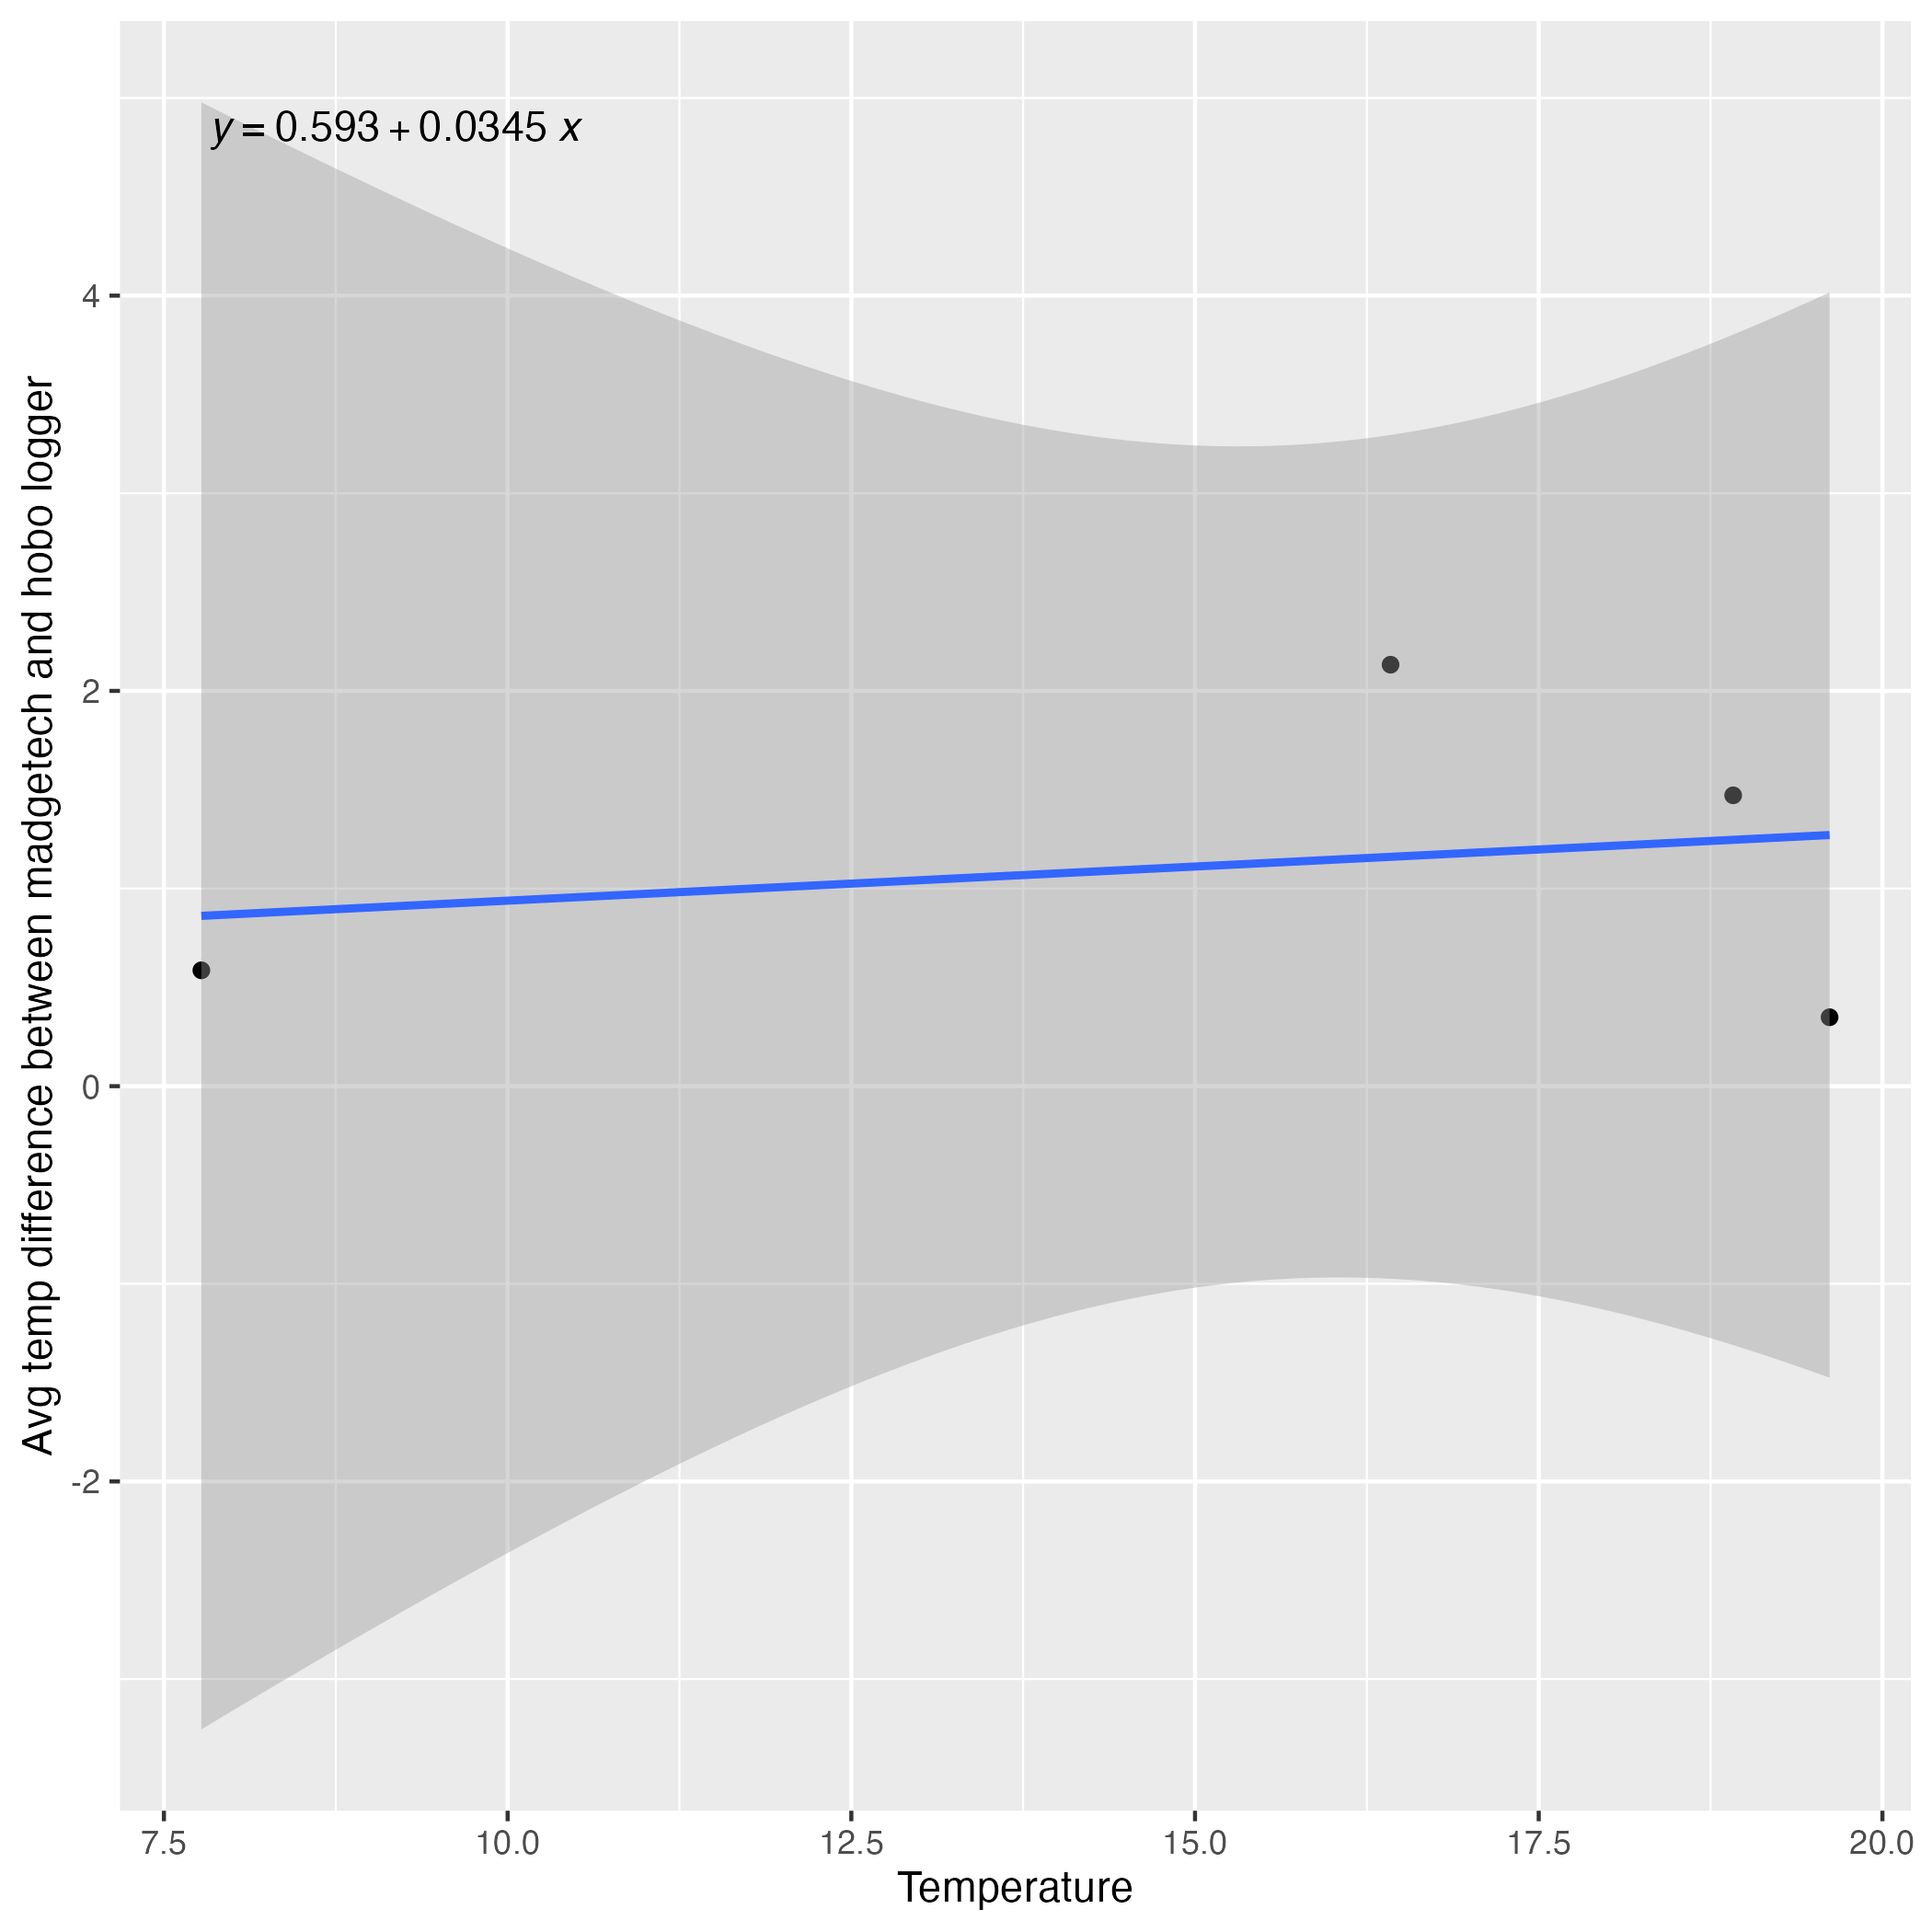 y = 0.593 + 0.0345 x
4
2
0
-2
Avg temp difference between madgetech and hobo logger
7.5 10.0 12.5 15.0 17.5 20.0
Temperature